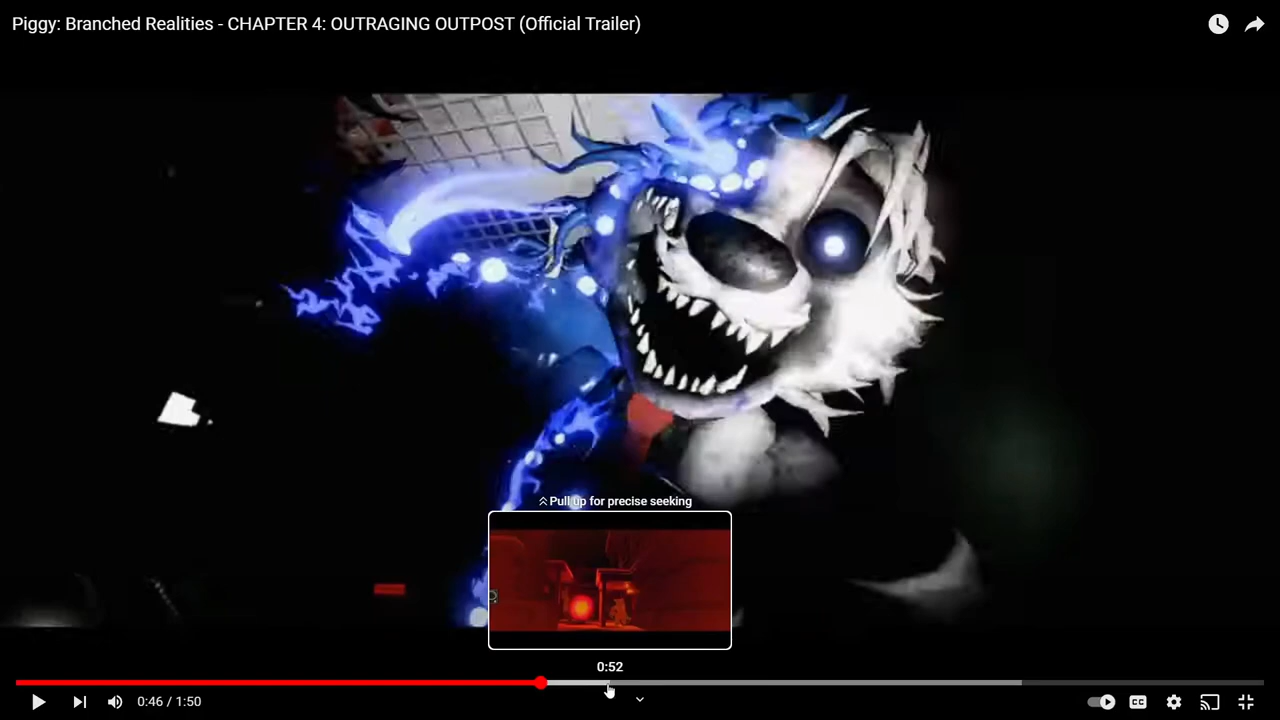 Piggy: Branched Realities - CHAPTER 4: OUTRAGING OUTPOST (Official Trailer)
Pull up for precise seeking
0:52
0:46 / 1:50
CC